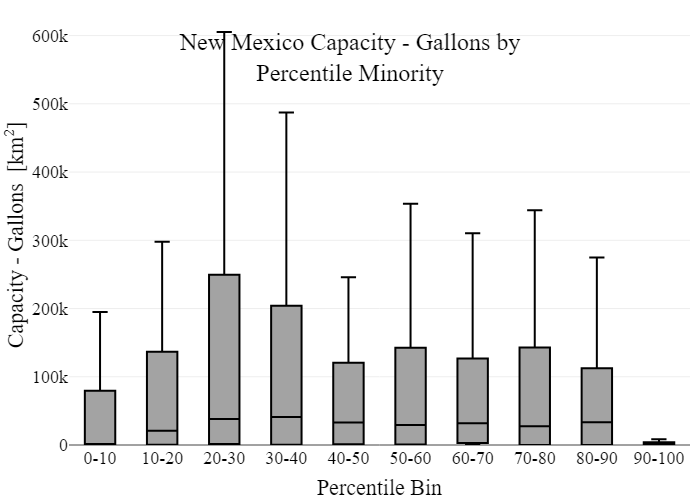 New Mexico Capacity - Gallons by
Percentile Minority
Capacity - Gallons [km²]
600k
500k
400k
300k
200k
100k
0
0-10 10-20 20-30 30-40 40-50 50-60 60-70 70-80 80-90 90-100
Percentile Bin